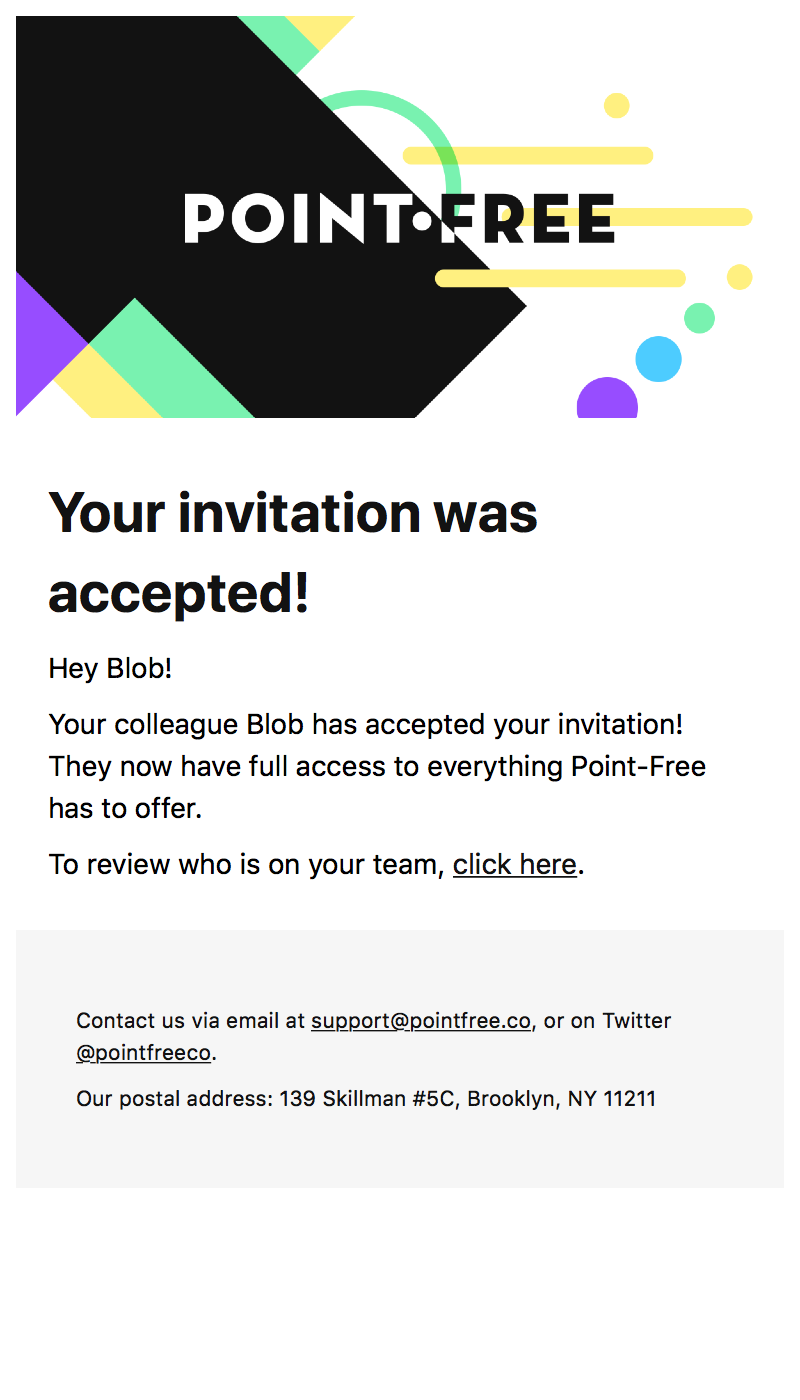 POINT•FREE
Your invitation was
accepted!
Hey Blob!
Your colleague Blob has accepted your invitation!
They now have full access to everything Point-Free
has to offer.
To review who is on your team, click here.
Contact us via email at support@pointfree.co, or on Twitter
@pointfreeco.
Our postal address: 139 Skillman #5C, Brooklyn, NY 11211